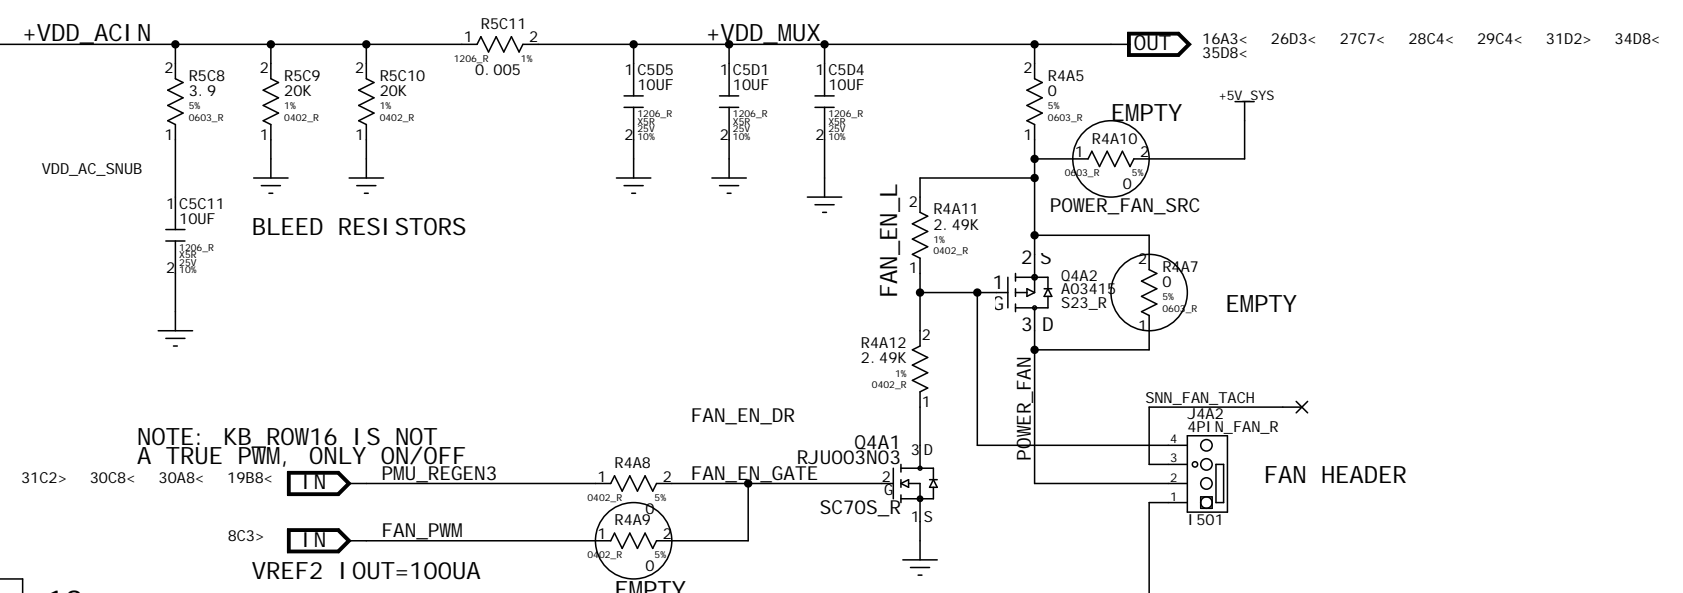 +VDD_ACIN
R5C11
1 2
1206_R 1%
0.005
+VDD_MUX
OUT
16A3< 26D3< 27C7< 28C4< 29C4< 31D2> 34D8<
35D8<
2
R5C8
3.9
5%
0603_R
1
2
R5C9
20K
1%
0402_R
1
2
R5C10
20K
1%
0402_R
1
1 C5D5
10UF
1206_R
X5R
25V
2 10%
1 C5D1
10UF
1206_R
X5R
25V
2 10%
1 C5D4
10UF
1206_R
X5R
25V
2 10%
2
R4A5
0
5%
0603_R
1
+5V_SYS
EMPTY
R4A10
1 2
0603_R 5%
0
POWER_FAN_SRC
VDD_AC_SNUB
1 C5C11
10UF
1206_R
X5R
25V
2 10%
BLEED RESISTORS
FAN_EN_L
2
R4A11
2.49K
1%
0402_R
1
2 S
1
G
Q4A2
AO3415
S23_R
3 D
2
R4A7
0
5%
0603_R
1
EMPTY
2
R4A12
2.49K
1%
0402_R
1
POWER_FAN
SNN_FAN_TACH
J4A2
4PIN_FAN_R
4
3
2
1
I501
FAN HEADER
FAN_EN_DR
NOTE: KB_ROW16 IS NOT
A TRUE PWM, ONLY ON/OFF
31C2> 30C8< 30A8< 19B8<
IN
PMU_REGEN3
R4A8
1 2
0402_R 5%
0
FAN_EN_GATE
Q4A1
RJU003N03
3 D
2
G
SC70S_R
1 S
8C3>
IN
FAN_PWM
R4A9
1 2
0402_R 5%
0
EMPTY
VREF2 IOUT=100UA